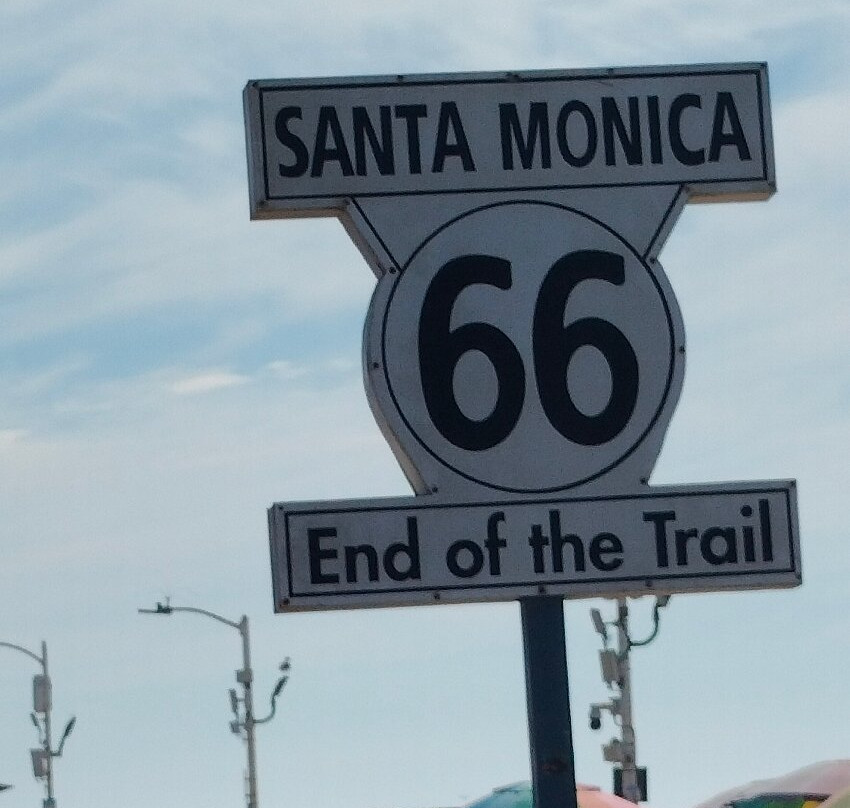 SANTA MONICA
66
End of the Trail